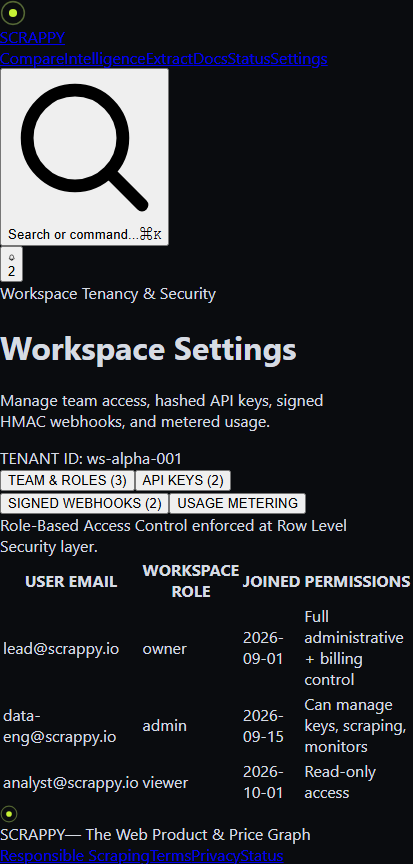 SCRAPPY
CompareIntelligenceExtractDocsStatusSettings
Search or command...⌘K
2
Workspace Tenancy & Security
Workspace Settings
Manage team access, hashed API keys, signed
HMAC webhooks, and metered usage.
TENANT ID: ws-alpha-001
TEAM & ROLES (3) API KEYS (2)
SIGNED WEBHOOKS (2) USAGE METERING
Role-Based Access Control enforced at Row Level
Security layer.
USER EMAIL WORKSPACE ROLE JOINED PERMISSIONS
lead@scrappy.io owner 2026-09-01 Full administrative + billing control
data-eng@scrappy.io admin 2026-09-15 Can manage keys, scraping, monitors
analyst@scrappy.io viewer 2026-10-01 Read-only access
SCRAPPY— The Web Product & Price Graph
Responsible ScrapingTermsPrivacyStatus